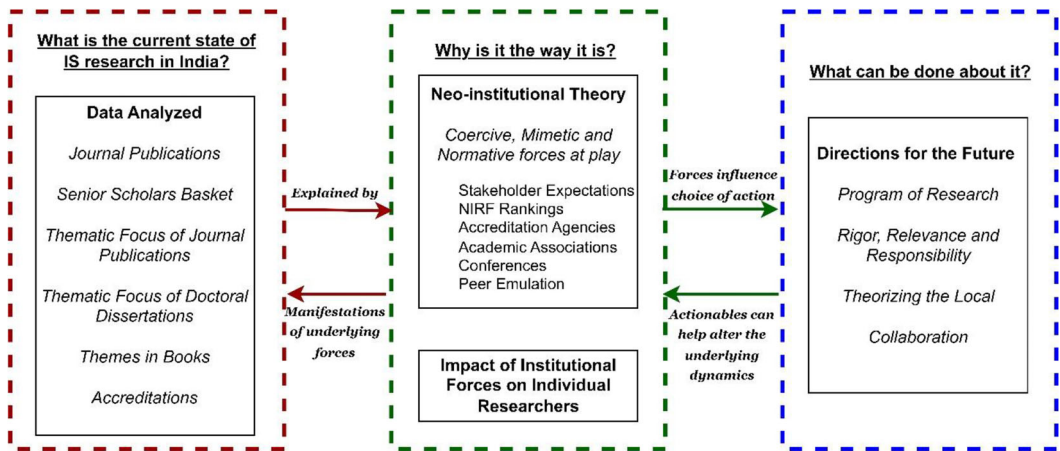 What is the current state of
IS research in India?
Data Analyzed
Journal Publications
Senior Scholars Basket
Thematic Focus of Journal
Publications
Thematic Focus of Doctoral
Dissertations
Themes in Books
Accreditations
Explained by
Manifestations
of underlying
forces
Why is it the way it is?
Neo-institutional Theory
Coercive, Mimetic and
Normative forces at play
Stakeholder Expectations
NIRF Rankings
Accreditation Agencies
Academic Associations
Conferences
Peer Emulation
Impact of Institutional
Forces on Individual
Researchers
Forces influence
choice of action
Actionables can
help alter the
underlying
dynamics
What can be done about it?
Directions for the Future
Program of Research
Rigor, Relevance and
Responsibility
Theorizing the Local
Collaboration